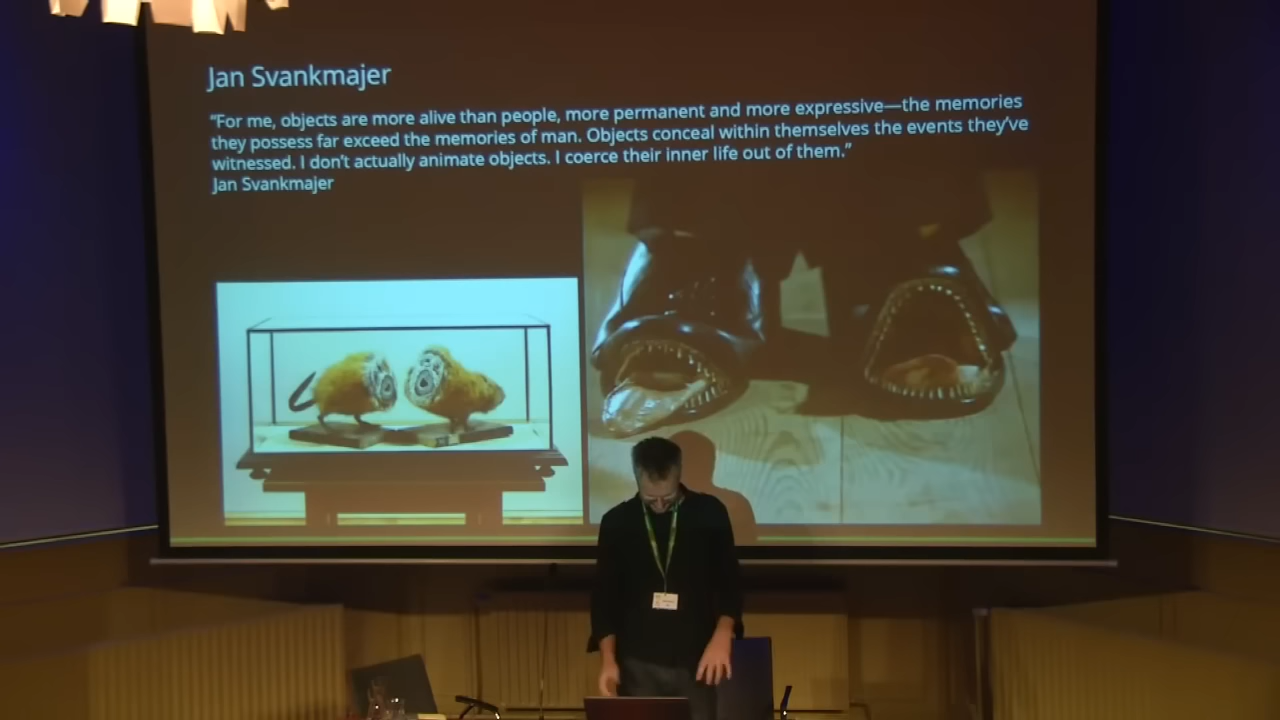 Jan Svankmajer
“For me, objects are more alive than people, more permanent and more expressive—the memories
they possess far exceed the memories of man. Objects conceal within themselves the events they’ve
witnessed. I don’t actually animate objects. I coerce their inner life out of them.”
Jan Svankmajer